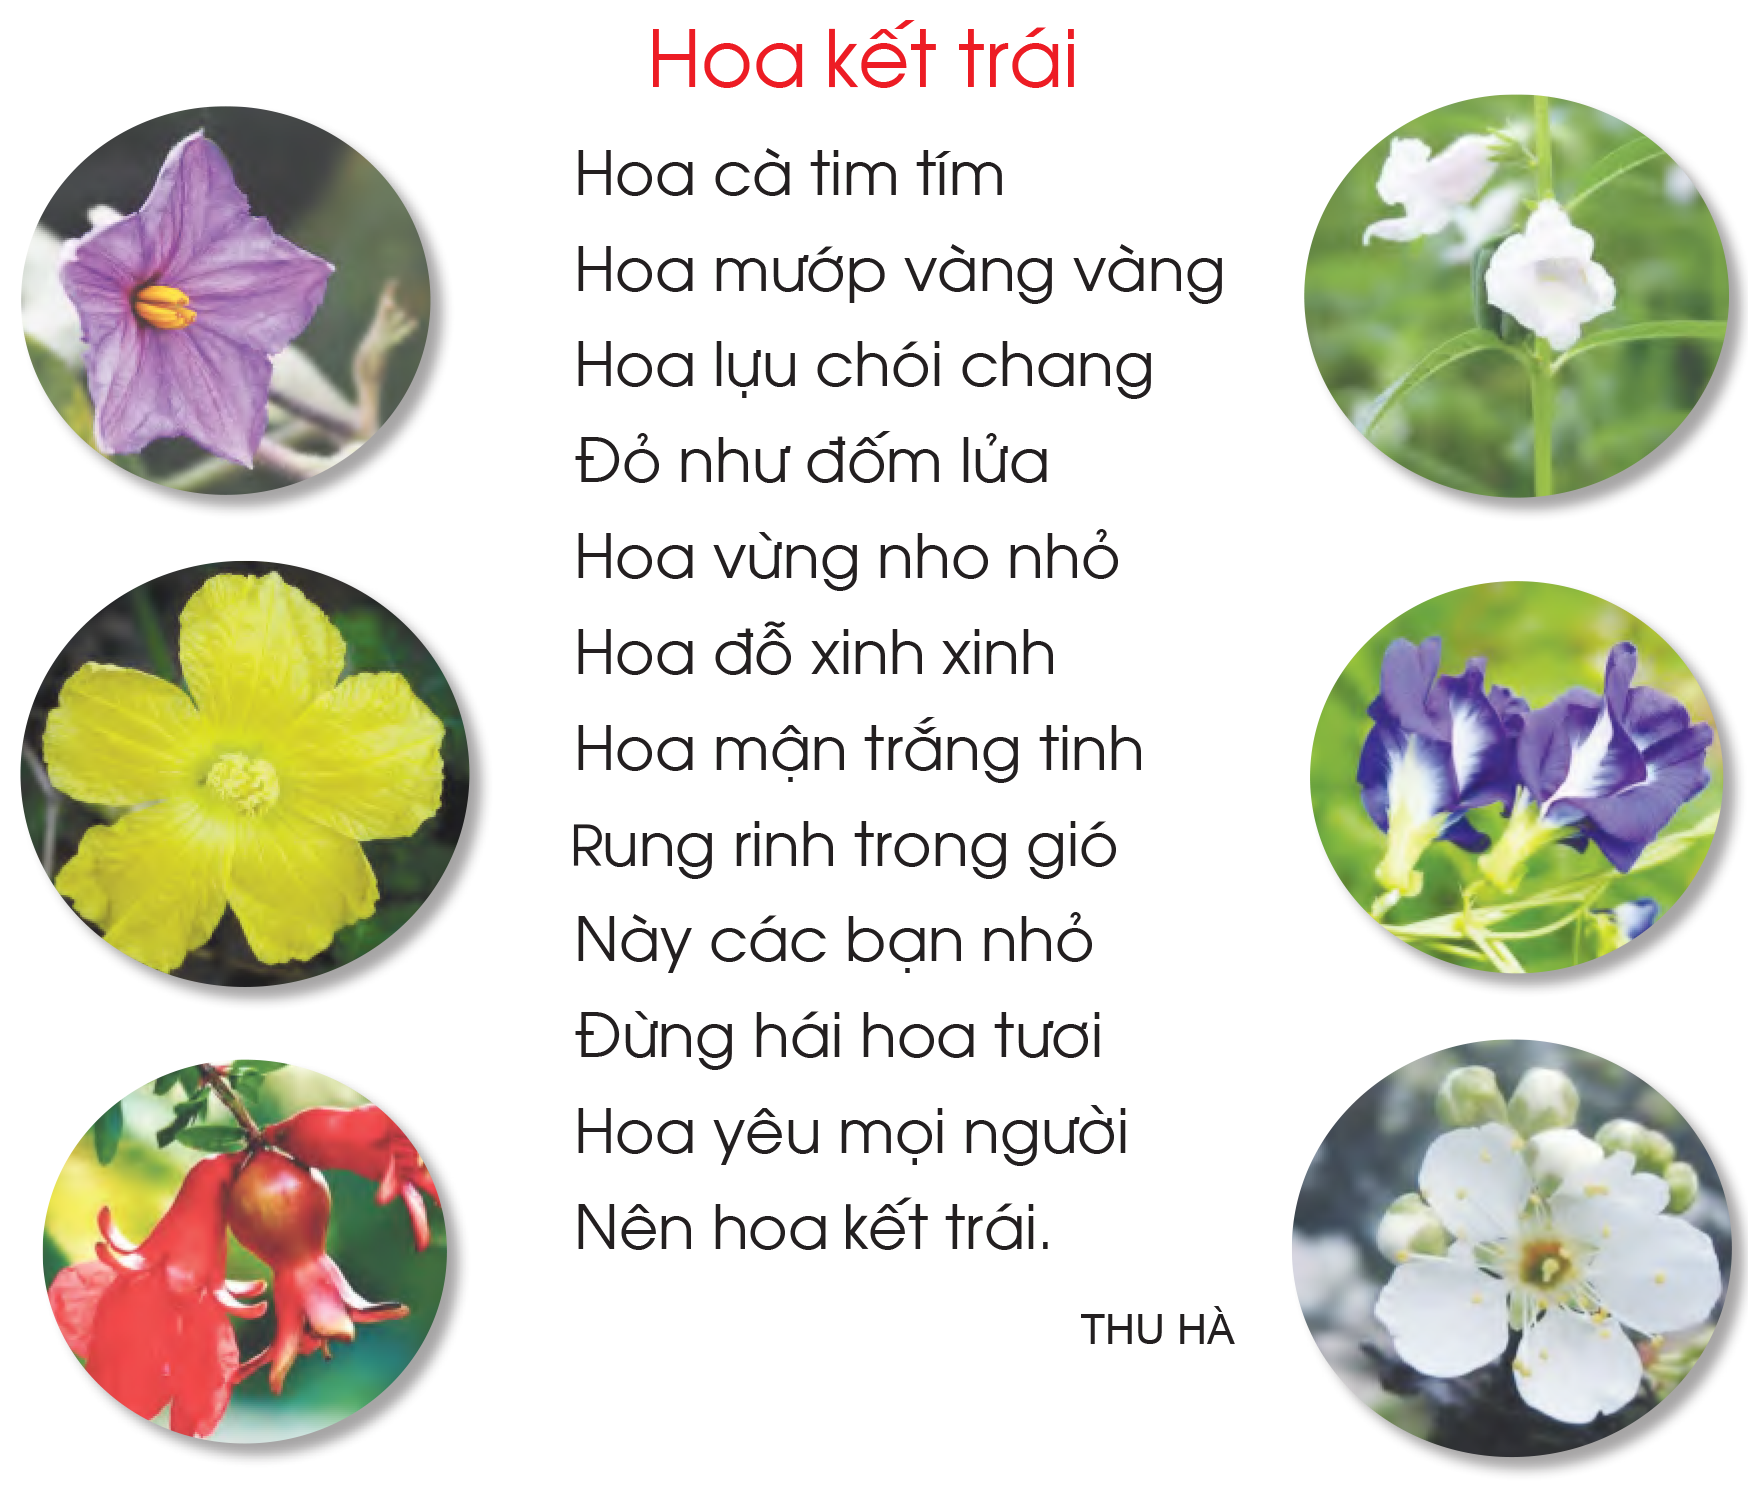 Hoa kết trái
Hoa cà tim tím
Hoa mướp vàng vàng
Hoa lựu chói chang
Đỏ như đốm lửa
Hoa vừng nho nhỏ
Hoa đỗ xinh xinh
Hoa mận trắng tinh
Rung rinh trong gió
Này các bạn nhỏ
Đừng hái hoa tươi
Hoa yêu mọi người
Nên hoa kết trái.
THU HÀ